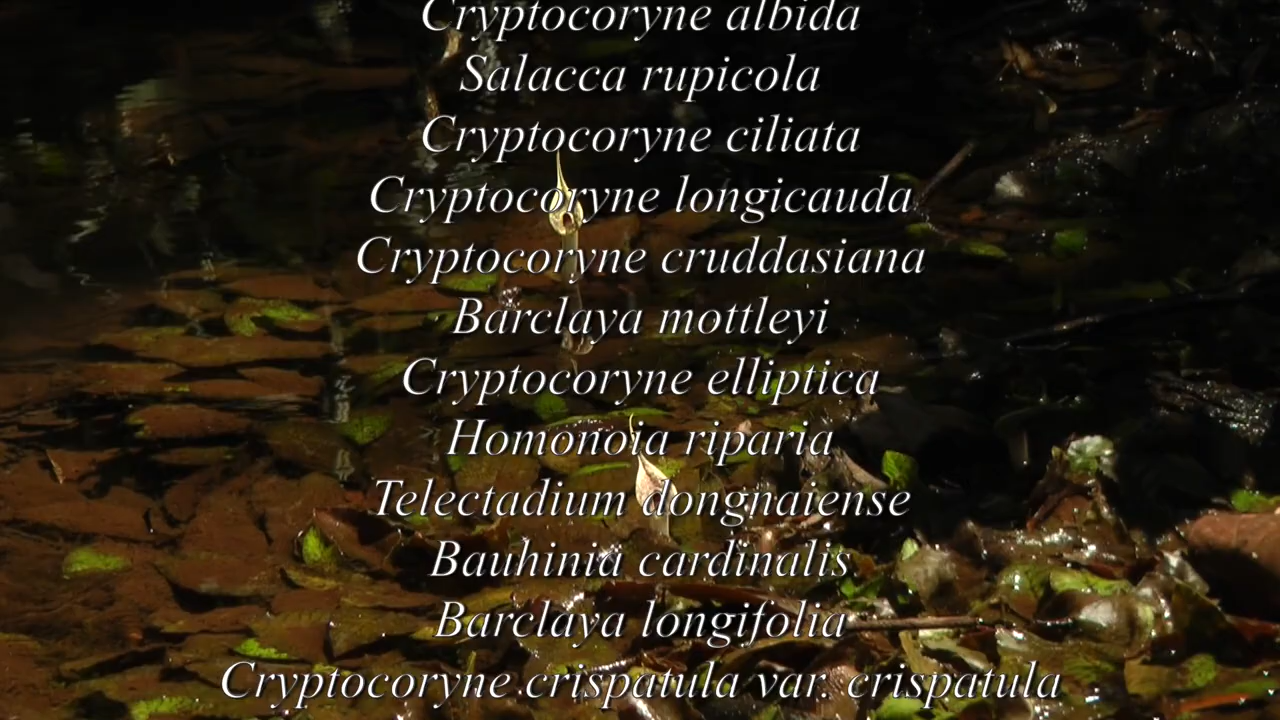 Cryptocoryne albida
Salacca rupicola
Cryptocoryne ciliata
Cryptocoryne longicauda
Cryptocoryne cruddasiana
Barclaya mottleyi
Cryptocoryne elliptica
Homonoia riparia
Telectadium dongnaiense
Bauhinia cardinalis
Barclaya longifolia
Cryptocoryne crispatula var. crispatula